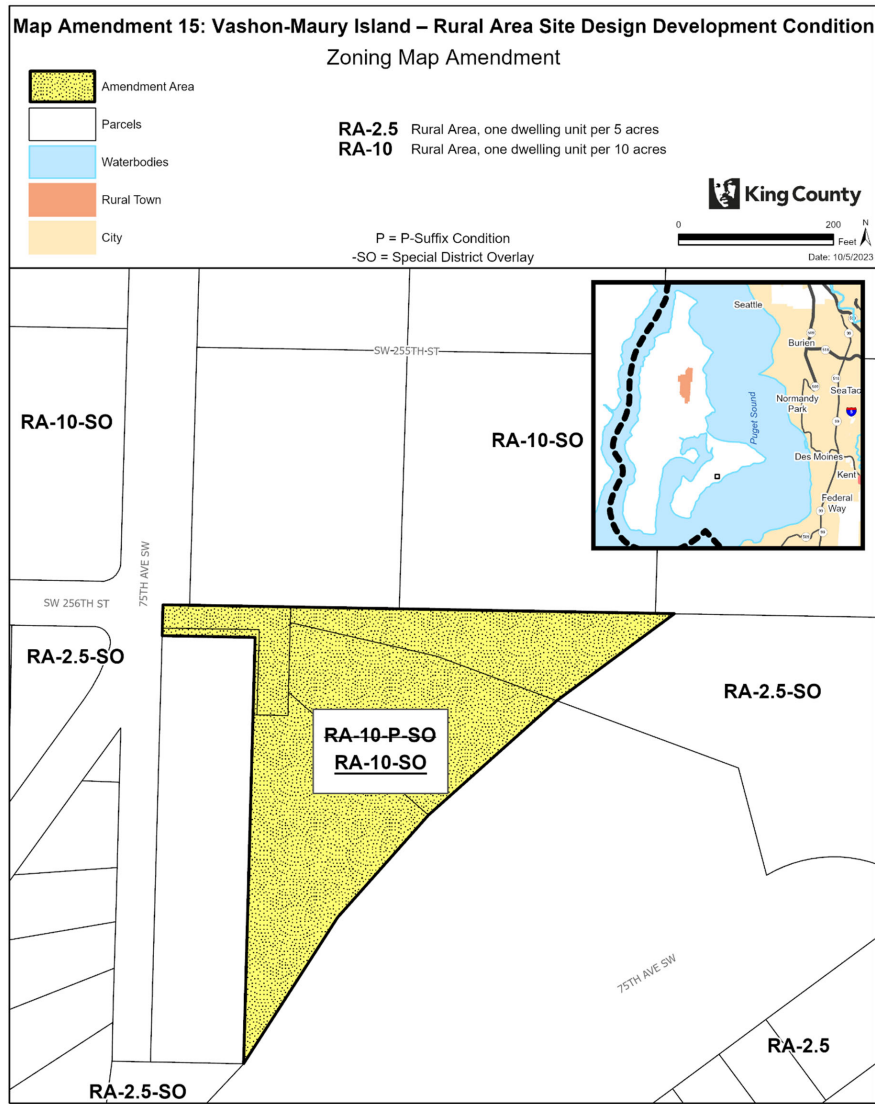 Map Amendment 15: Vashon-Maury Island – Rural Area Site Design Development Condition
Zoning Map Amendment
Amendment Area
Parcels
Waterbodies
Rural Town
City
RA-2.5 Rural Area, one dwelling unit per 5 acres
RA-10 Rural Area, one dwelling unit per 10 acres
P = P-Suffix Condition
-SO = Special District Overlay
King County
0 200
Feet
N
Date: 10/5/2023
Seattle
Burien
SeaTac
Normandy
Park
Puget Sound
5
Des Moines
Kent
Federal
Way
SW 255TH ST
RA-10-SO
RA-10-SO
75TH AVE SW
SW 256TH ST
RA-2.5-SO
RA-2.5-SO
RA-10-P-SO
RA-10-SO
75TH AVE SW
RA-2.5
RA-2.5-SO